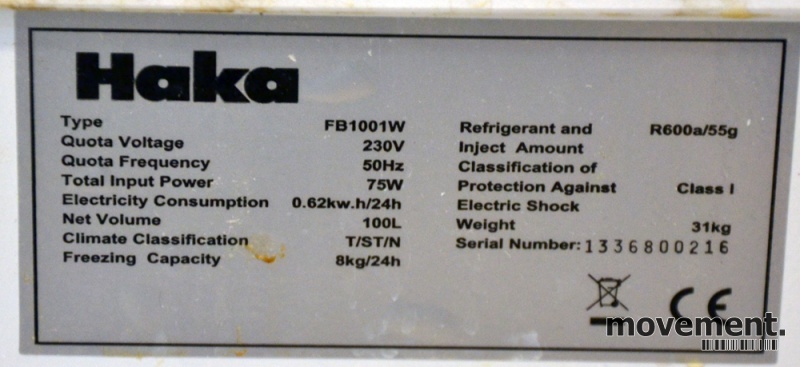 Haka
Type FB1001W
Quota Voltage 230V
Quota Frequency 50Hz
Total Input Power 75W
Electricity Consumption 0.62kw.h/24h
Net Volume 100L
Climate Classification T/ST/N
Freezing Capacity 8kg/24h
Refrigerant and R600a/55g
Inject Amount
Classification of
Protection Against Class I
Electric Shock
Weight 31kg
Serial Number: 1336800216
CE
movement.